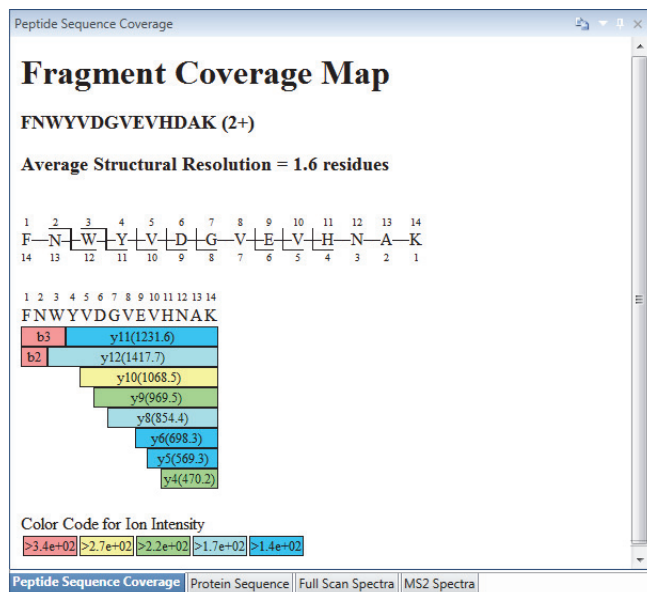 Peptide Sequence Coverage
Fragment Coverage Map
FNWYVDGVEVHDAK (2+)
Average Structural Resolution = 1.6 residues
1 2 3 4 5 6 7 8 9 10 11 12 13 14
F—N—W—Y—V—D—G—V—E—V—H—N—A—K
14 13 12 11 10 9 8 7 6 5 4 3 2 1
1 2 3 4 5 6 7 8 9 10 11 12 13 14
FNWYVDGVEVHNAK
b3 y11(1231.6)
b2 y12(1417.7)
y10(1068.5)
y9(969.5)
y8(854.4)
y6(698.3)
y5(569.3)
y4(470.2)
Color Code for Ion Intensity
>3.4e+02 >2.7e+02 >2.2e+02 >1.7e+02 >1.4e+02
Peptide Sequence Coverage Protein Sequence Full Scan Spectra MS2 Spectra